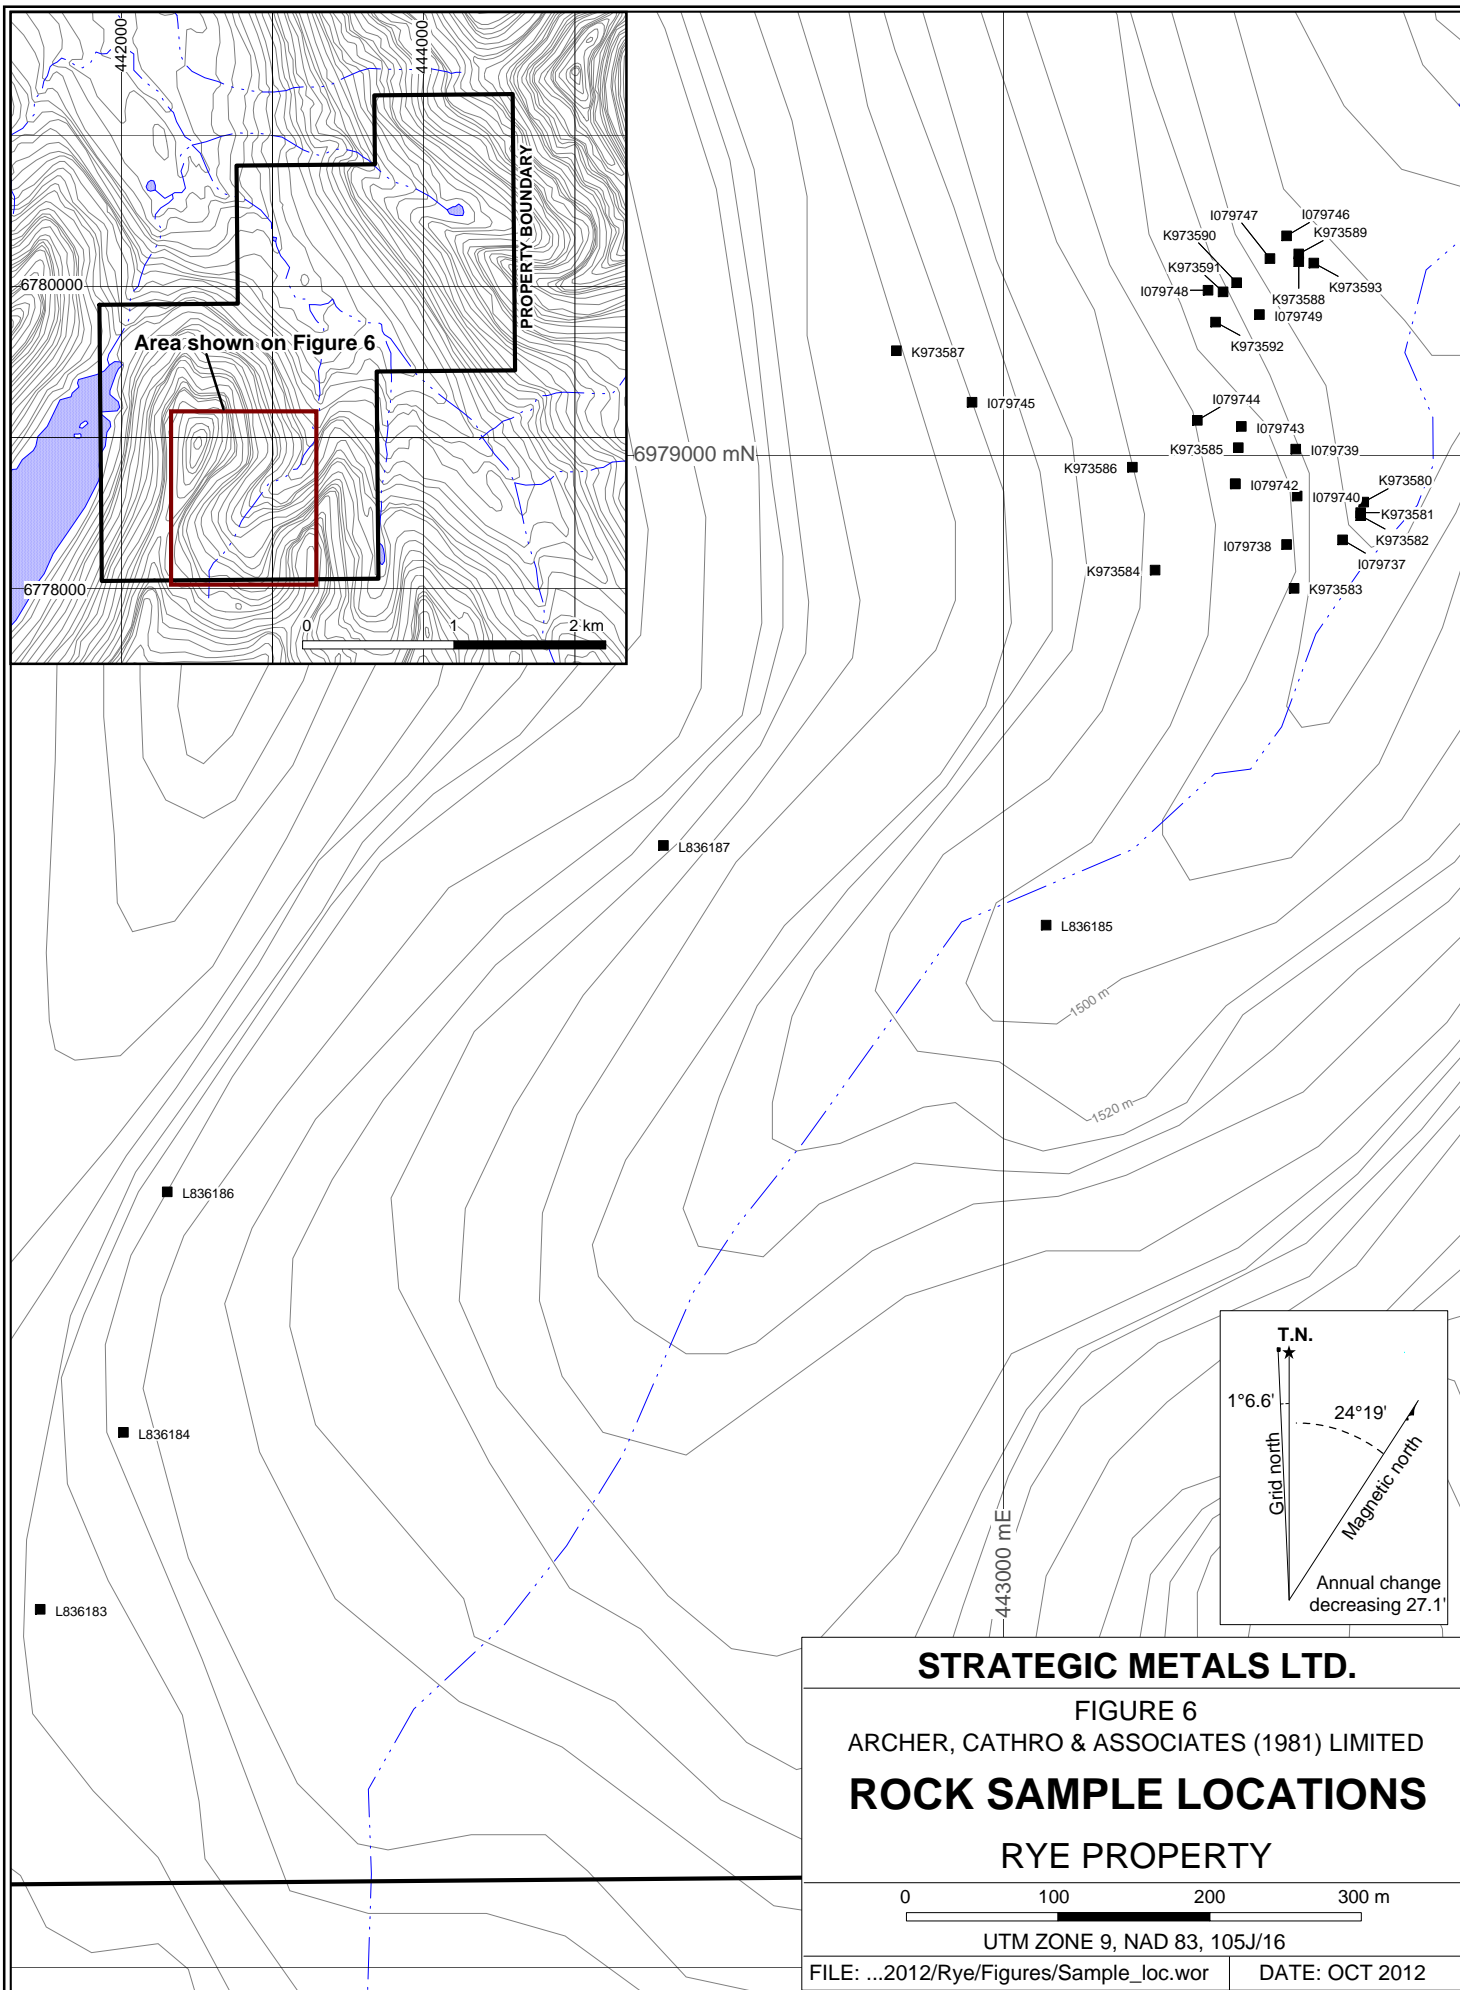 442000
444000
6780000
6778000
PROPERTY BOUNDARY
Area shown on Figure 6
0 1 2 km
I079747
I079746
K973590
K973589
K973591
I079748
K973588
K973593
I079749
K973592
K973587
I079745
I079744
I079743
6979000 mN
K973585
I079739
K973586
K973580
I079742
I079740
K973581
K973582
I079738
I079737
K973584
K973583
L836187
L836185
1500 m
1520 m
L836186
L836184
L836183
443000 mE
T.N.
1°6.6'
24°19'
Grid north
Magnetic north
Annual change
decreasing 27.1'
STRATEGIC METALS LTD.
FIGURE 6
ARCHER, CATHRO & ASSOCIATES (1981) LIMITED
ROCK SAMPLE LOCATIONS
RYE PROPERTY
0 100 200 300 m
UTM ZONE 9, NAD 83, 105J/16
FILE: ...2012/Rye/Figures/Sample_loc.wor
DATE: OCT 2012